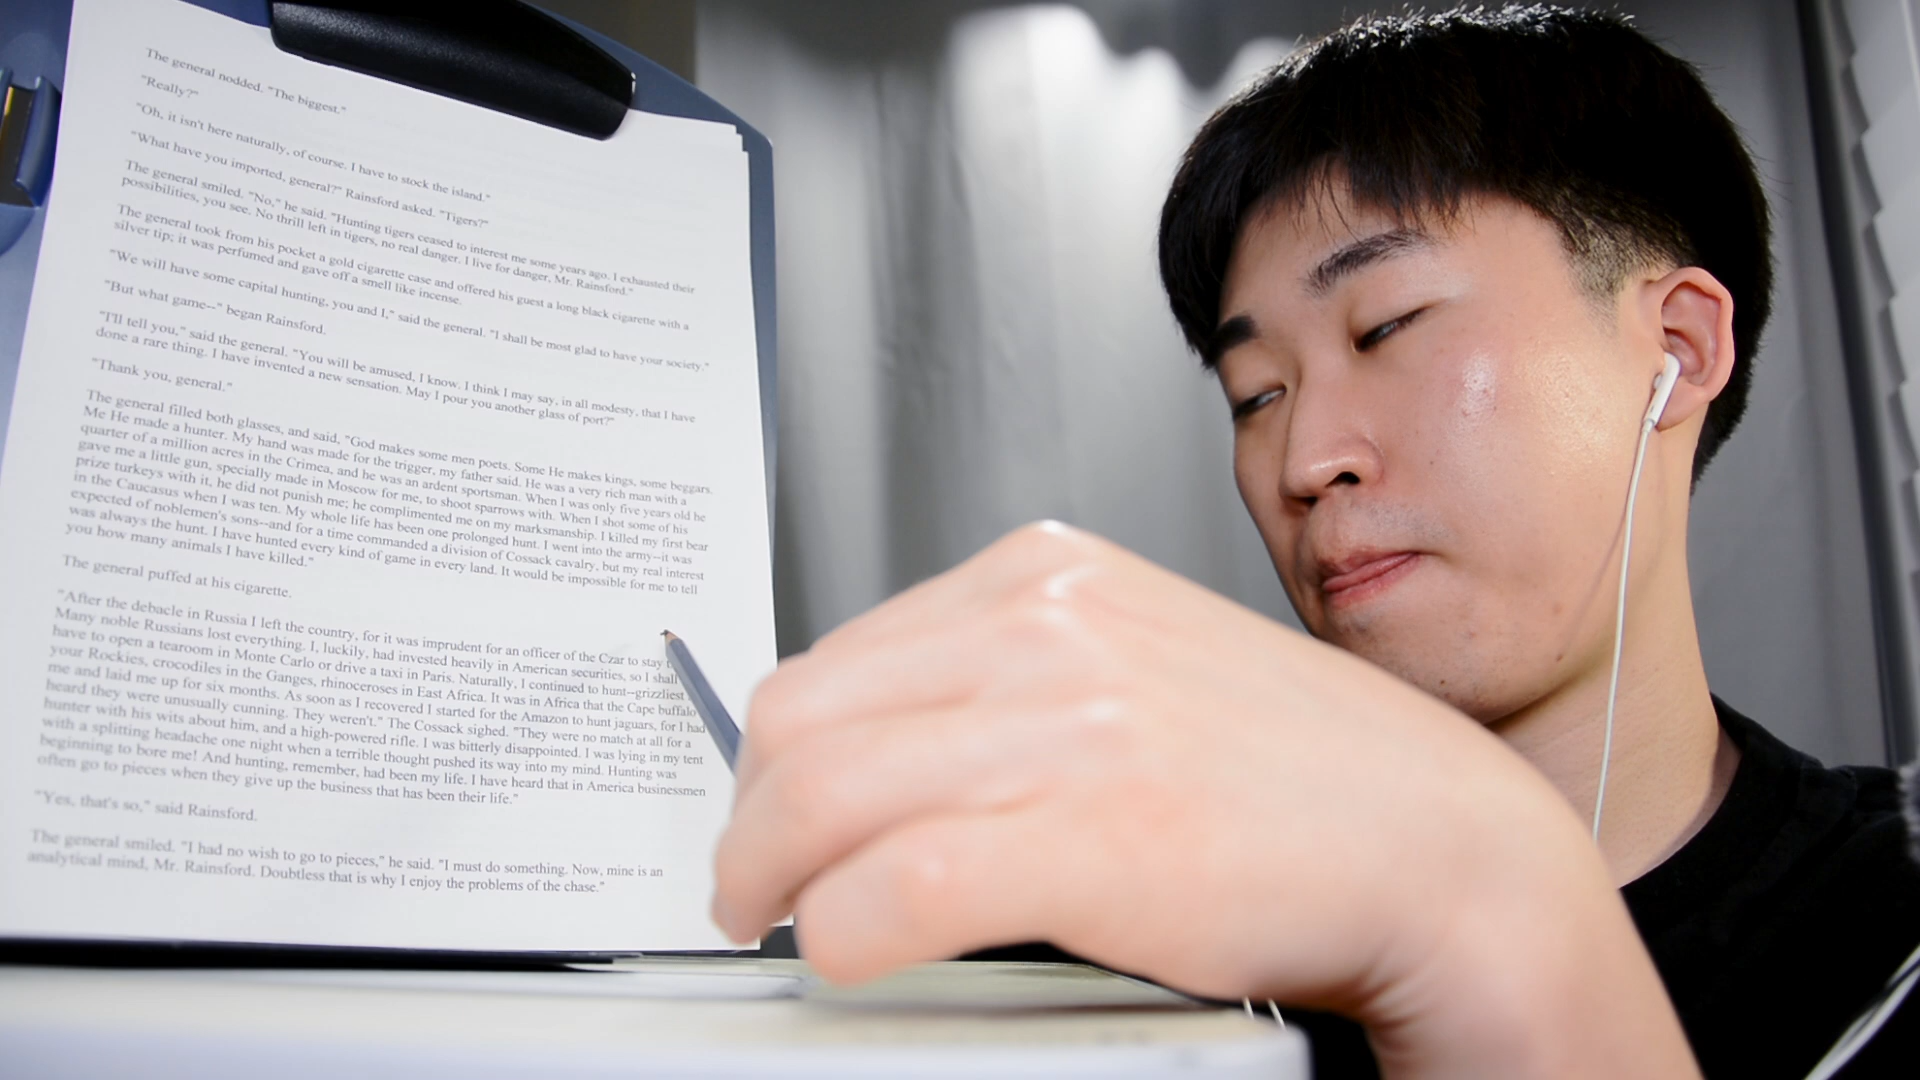 The general nodded. "The biggest."
"Really?"
"Oh, it isn't here naturally, of course. I have to stock the island."
"What have you imported, general?" Rainsford asked. "Tigers?"
The general smiled. "No," he said. "Hunting tigers ceased to interest me some years ago. I exhausted their
possibilities, you see. No thrill left in tigers, no real danger. I live for danger, Mr. Rainsford."
The general took from his pocket a gold cigarette case and offered his guest a long black cigarette with a
silver tip; it was perfumed and gave off a smell like incense.
"We will have some capital hunting, you and I," said the general. "I shall be most glad to have your society."
"But what game--" began Rainsford.
"I'll tell you," said the general. "You will be amused, I know. I think I may say, in all modesty, that I have
done a rare thing. I have invented a new sensation. May I pour you another glass of port?"
"Thank you, general."
The general filled both glasses, and said, "God makes some men poets. Some He makes kings, some beggars.
Me He made a hunter. My hand was made for the trigger, my father said. He was a very rich man with a
quarter of a million acres in the Crimea, and he was an ardent sportsman. When I was only five years old he
gave me a little gun, specially made in Moscow for me, to shoot sparrows with. When I shot some of his
prize turkeys with it, he did not punish me; he complimented me on my marksmanship. I killed my first bear
in the Caucasus when I was ten. My whole life has been one prolonged hunt. I went into the army--it was
expected of noblemen's sons--and for a time commanded a division of Cossack cavalry, but my real interest
was always the hunt. I have hunted every kind of game in every land. It would be impossible for me to tell
you how many animals I have killed."
The general puffed at his cigarette.
"After the debacle in Russia I left the country, for it was imprudent for an officer of the Czar to stay
Many noble Russians lost everything. I, luckily, had invested heavily in American securities, so I shall
have to open a tearoom in Monte Carlo or drive a taxi in Paris. Naturally, I continued to hunt--grizzliest
your Rockies, crocodiles in the Ganges, rhinoceroses in East Africa. It was in Africa that the Cape buffalo
me and laid me up for six months. As soon as I recovered I started for the Amazon to hunt jaguars, for I had
heard they were unusually cunning. They weren't." The Cossack sighed. "They were no match at all for a
hunter with his wits about him, and a high-powered rifle. I was bitterly disappointed. I was lying in my tent
with a splitting headache one night when a terrible thought pushed its way into my mind. Hunting was
beginning to bore me! And hunting, remember, had been my life. I have heard that in America businessmen
often go to pieces when they give up the business that has been their life."
"Yes, that's so," said Rainsford.
The general smiled. "I had no wish to go to pieces," he said. "I must do something. Now, mine is an
analytical mind, Mr. Rainsford. Doubtless that is why I enjoy the problems of the chase."